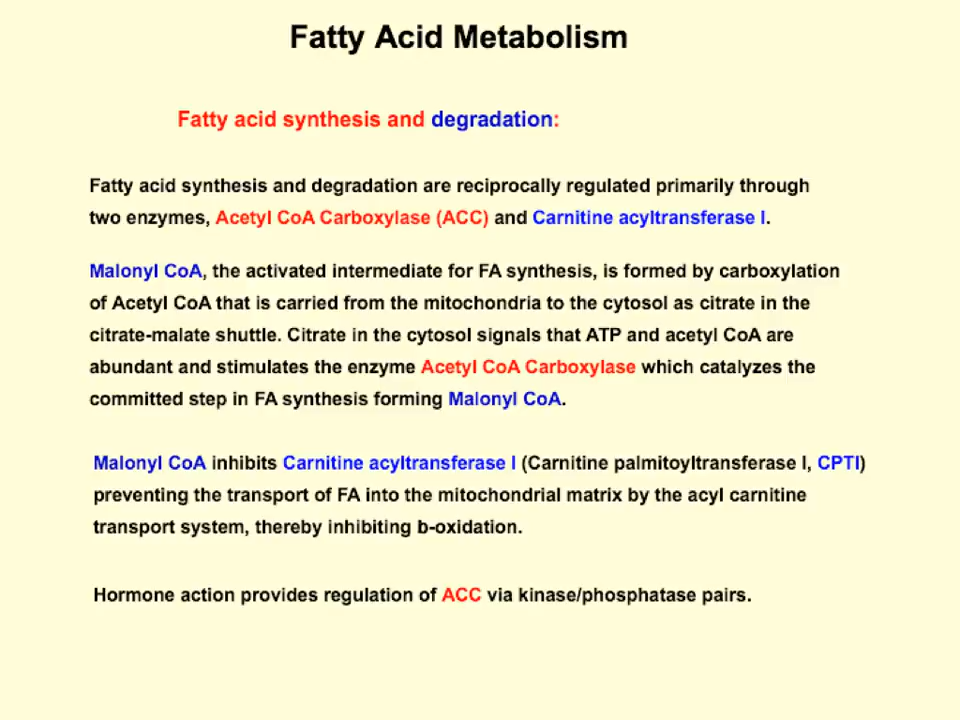 Fatty Acid Metabolism
Fatty acid synthesis and degradation:
Fatty acid synthesis and degradation are reciprocally regulated primarily through
two enzymes, Acetyl CoA Carboxylase (ACC) and Carnitine acyltransferase I.
Malonyl CoA, the activated intermediate for FA synthesis, is formed by carboxylation
of Acetyl CoA that is carried from the mitochondria to the cytosol as citrate in the
citrate-malate shuttle. Citrate in the cytosol signals that ATP and acetyl CoA are
abundant and stimulates the enzyme Acetyl CoA Carboxylase which catalyzes the
committed step in FA synthesis forming Malonyl CoA.
Malonyl CoA inhibits Carnitine acyltransferase I (Carnitine palmitoyltransferase I, CPTI)
preventing the transport of FA into the mitochondrial matrix by the acyl carnitine
transport system, thereby inhibiting b-oxidation.
Hormone action provides regulation of ACC via kinase/phosphatase pairs.